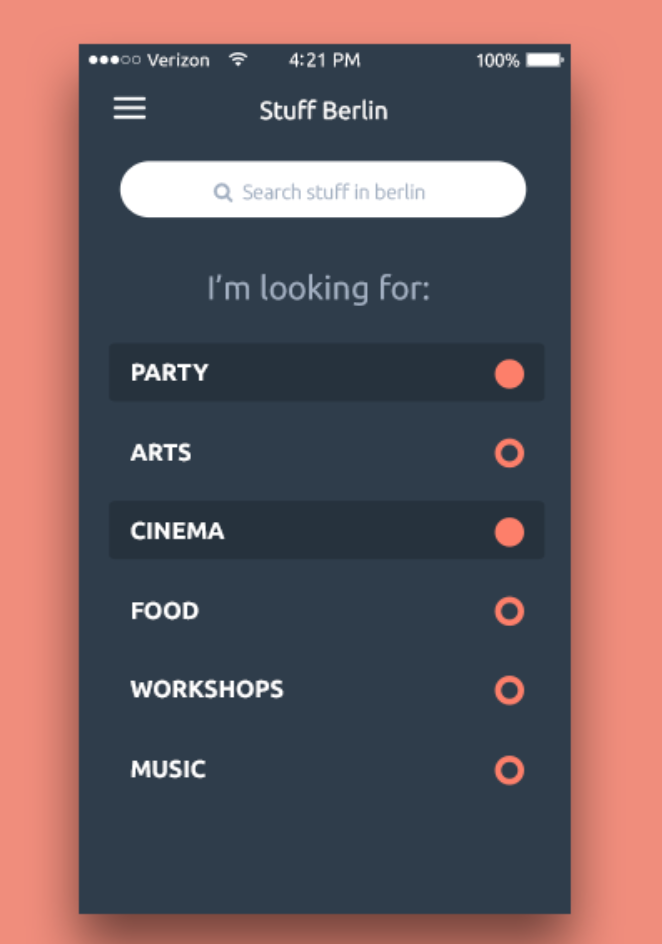 Verizon 4:21 PM 100%
Stuff Berlin
Search stuff in berlin
I'm looking for:
PARTY
ARTS
CINEMA
FOOD
WORKSHOPS
MUSIC